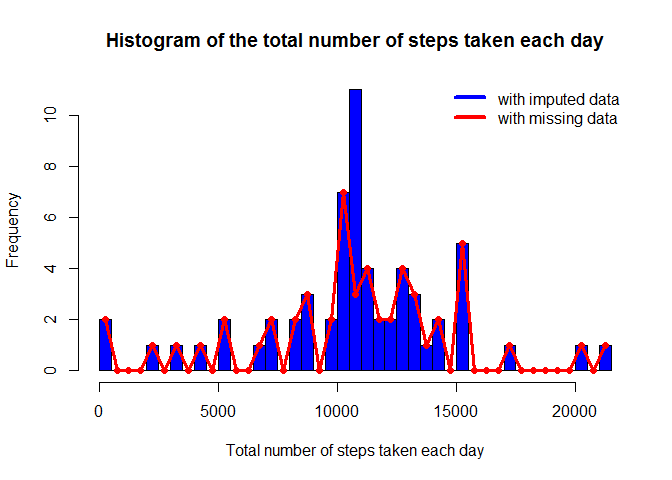 Histogram of the total number of steps taken each day
with imputed data
with missing data
Frequency
10
8
6
4
2
0
0 5000 10000 15000 20000
Total number of steps taken each day